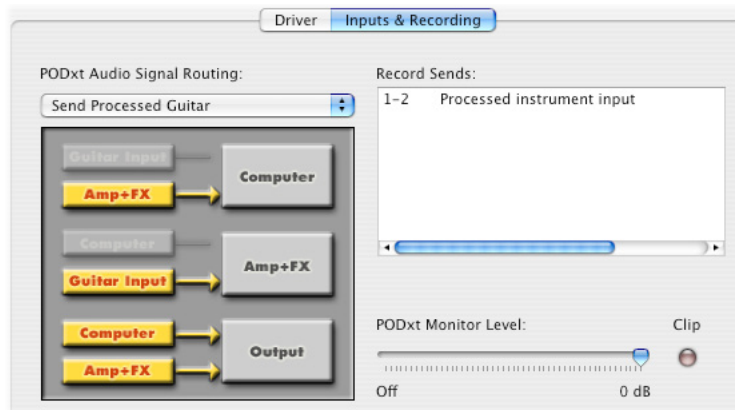 Driver
Inputs & Recording
PODxt Audio Signal Routing:
Send Processed Guitar
Guitar Input
Amp+FX
Computer
Computer
Guitar Input
Amp+FX
Computer
Amp+FX
Output
Record Sends:
1-2 Processed instrument input
PODxt Monitor Level:
Clip
Off
0 dB